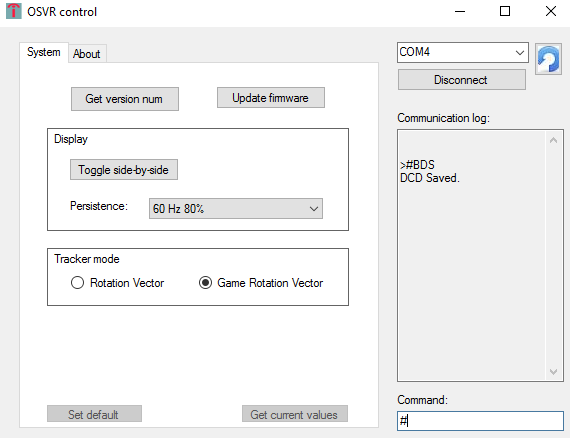 OSVR control
System
About
Get version num
Update firmware
Display
Toggle side-by-side
Persistence:
60 Hz 80%
Tracker mode
Rotation Vector
Game Rotation Vector
Set default
Get current values
COM4
Disconnect
Communication log:
>#BDS
DCD Saved.
Command:
#